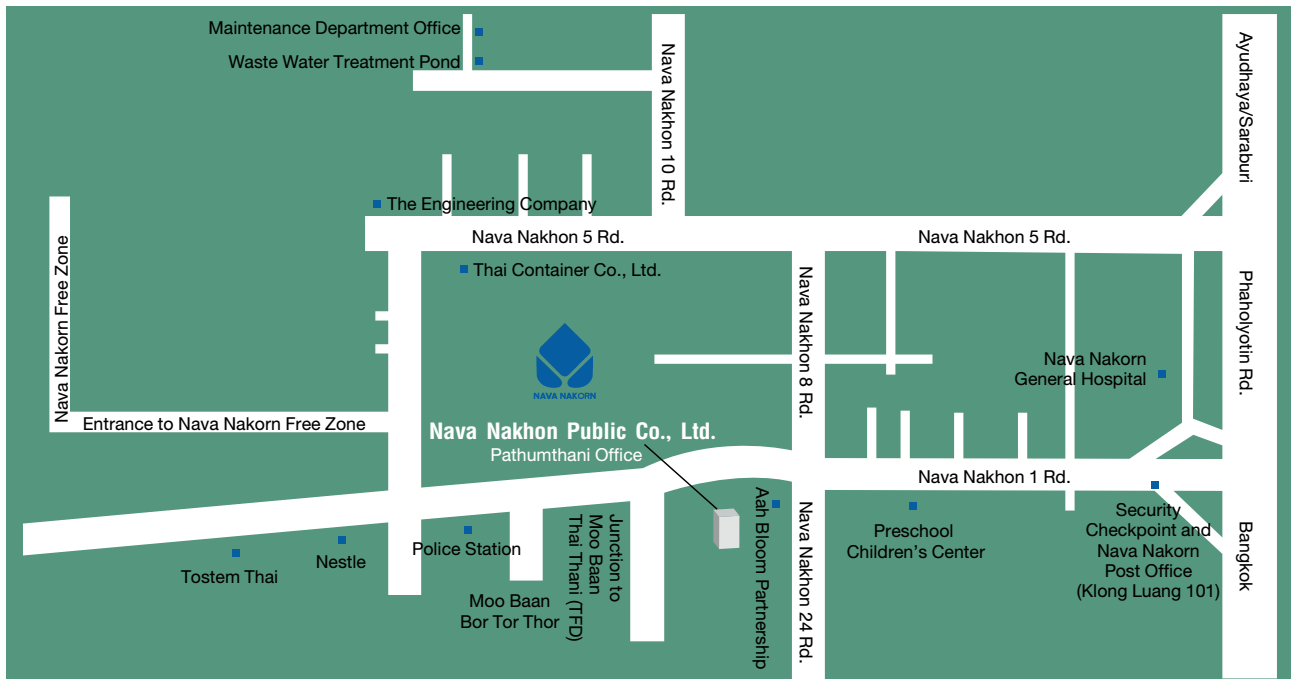 Maintenance Department Office
Waste Water Treatment Pond
Nava Nakhon 10 Rd.
Ayudhaya/Saraburi
The Engineering Company
Nava Nakhon 5 Rd.
Nava Nakhon 5 Rd.
Nava Nakorn Free Zone
Thai Container Co., Ltd.
Nava Nakhon 8 Rd.
Phaholyotin Rd.
NAVA NAKORN
Nava Nakorn
General Hospital
Entrance to Nava Nakorn Free Zone
Nava Nakhon Public Co., Ltd.
Pathumthani Office
Nava Nakhon 1 Rd.
Tostem Thai
Nestle
Police Station
Moo Baan
Bor Tor Thor
Junction to
Moo Baan
Thai Thani (TFD)
Aah Bloom Partnership
Nava Nakhon 24 Rd.
Preschool
Children's Center
Security
Checkpoint and
Nava Nakorn
Post Office
(Klong Luang 101)
Bangkok